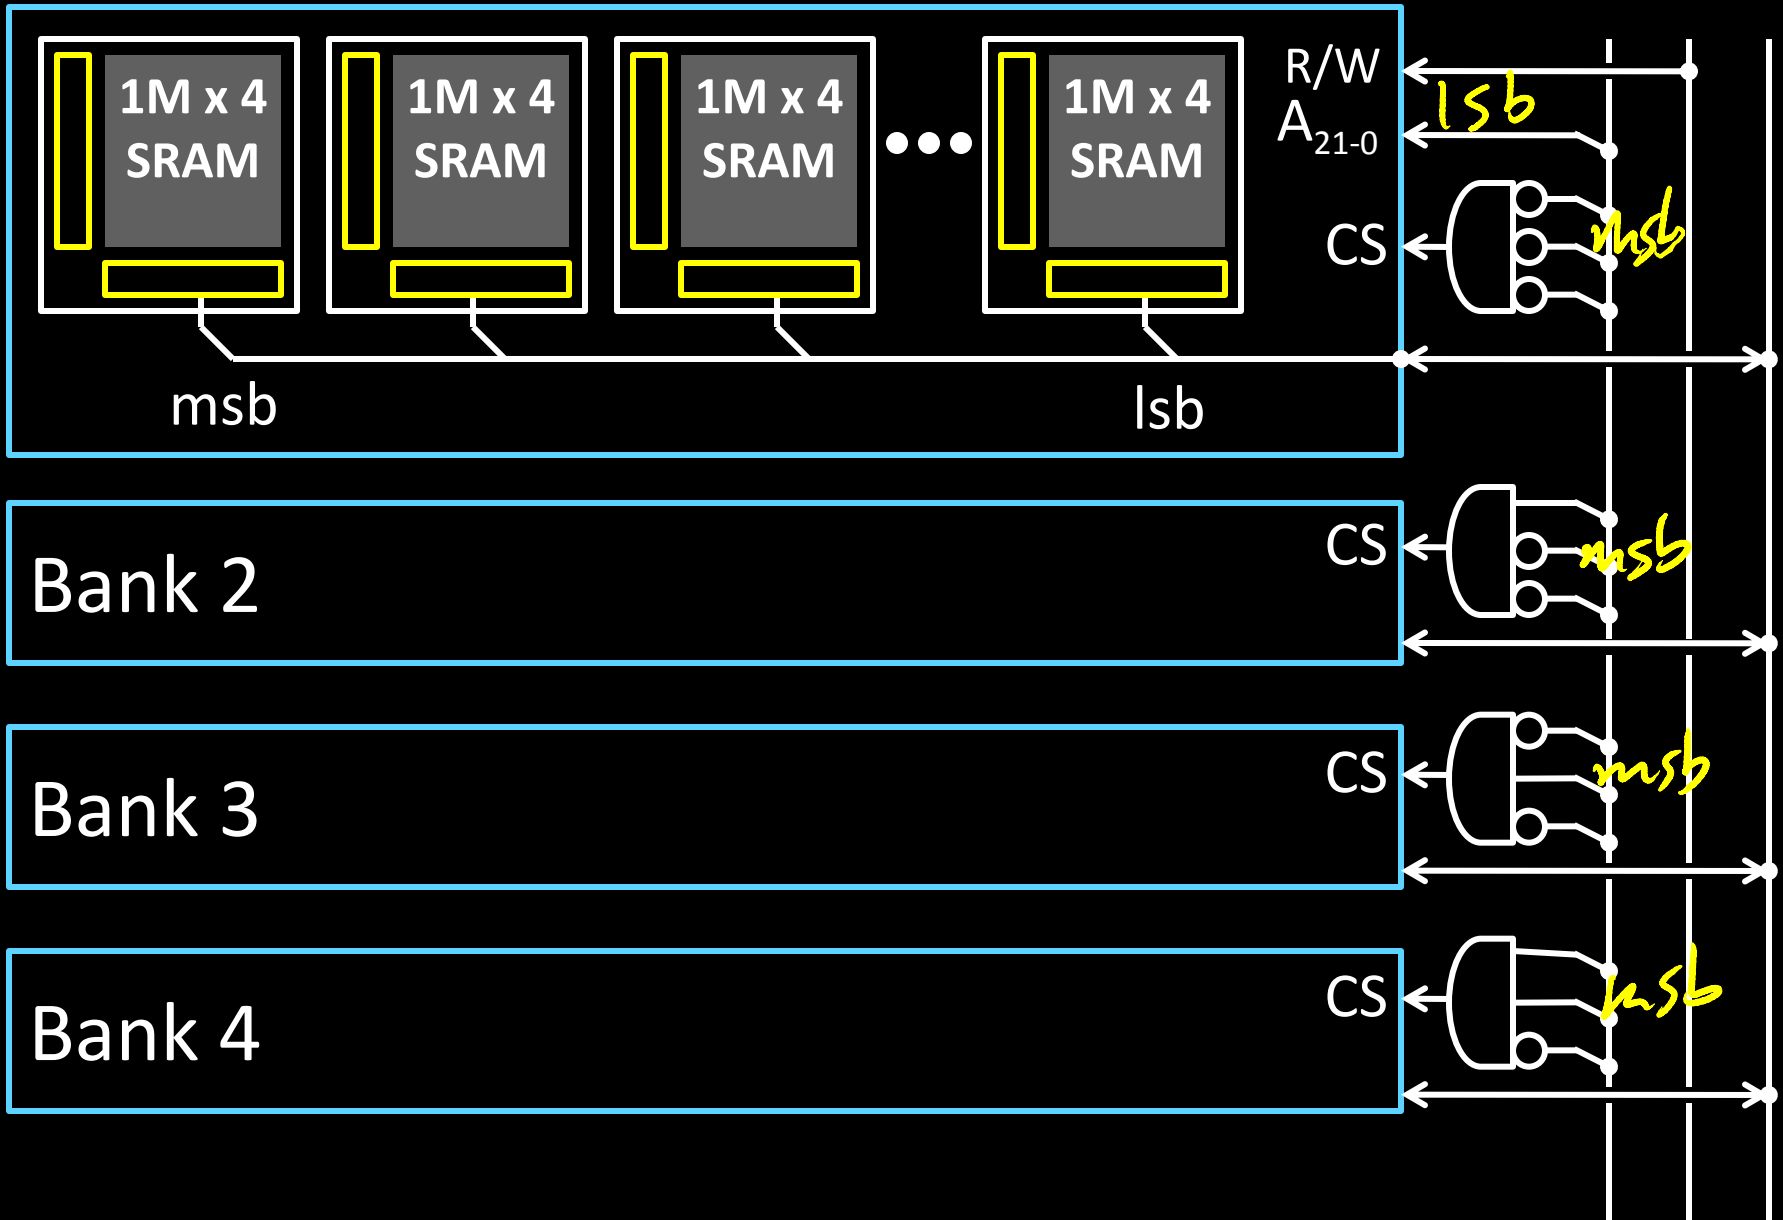 1M x 4 SRAM
1M x 4 SRAM
1M x 4 SRAM
1M x 4 SRAM
R/W
lsb
A21-0
CS
msb
msb
lsb
Bank 2
CS
msb
Bank 3
CS
msb
Bank 4
CS
msb